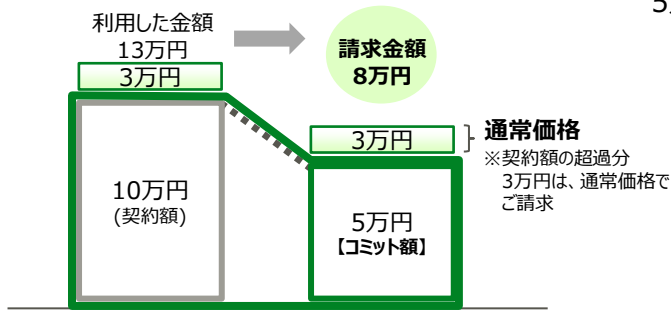 利用した金額
13万円
3万円
10万円
(契約額)
請求金額
8万円
3万円
5万円
【コミット額】
通常価格
※契約額の超過分
3万円は、通常価格で
ご請求